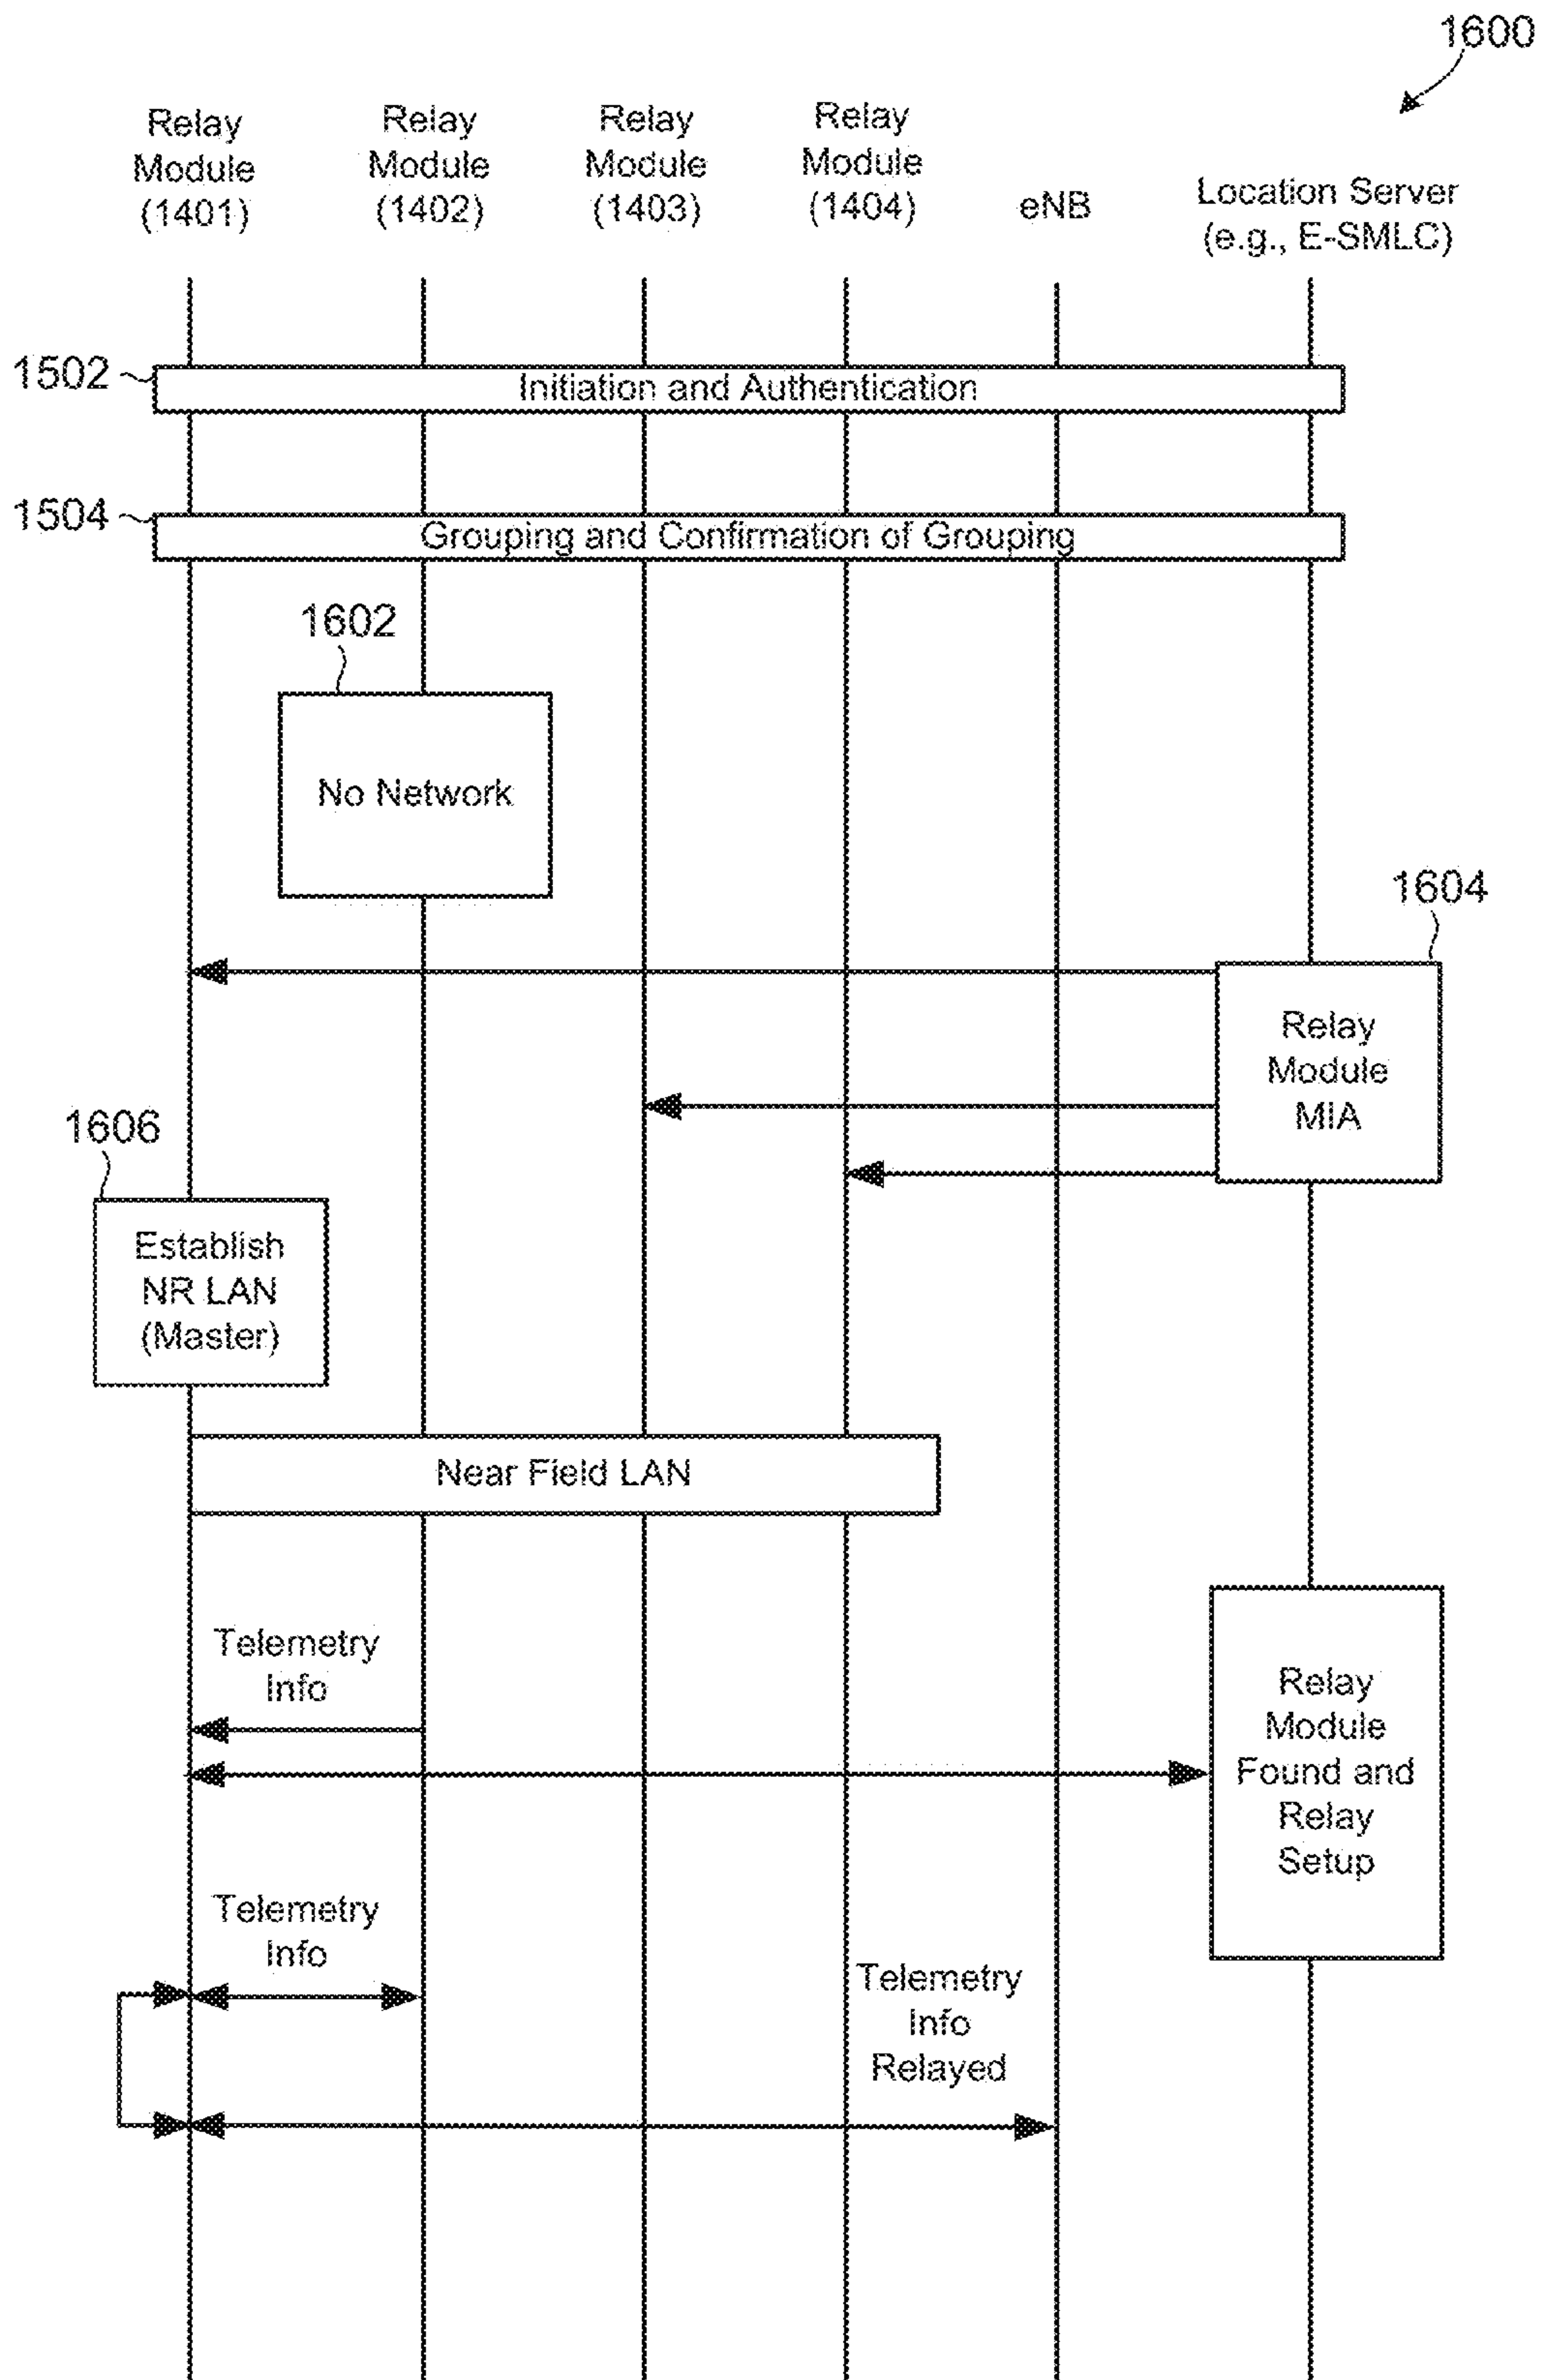 1600
Relay
Module
(1401)
Relay
Module
(1402)
Relay
Module
(1403)
Relay
Module
(1404)
eNB
Location Server
(e.g., E-SMLC)
1502
Initiation and Authentication
1504
Grouping and Confirmation of Grouping
1602
No Network
1604
Relay
Module
MIA
1606
Establish
NR LAN
(Master)
Near Field LAN
Telemetry
Info
Relay
Module
Found and
Relay
Setup
Telemetry
Info
Telemetry
Info
Relayed